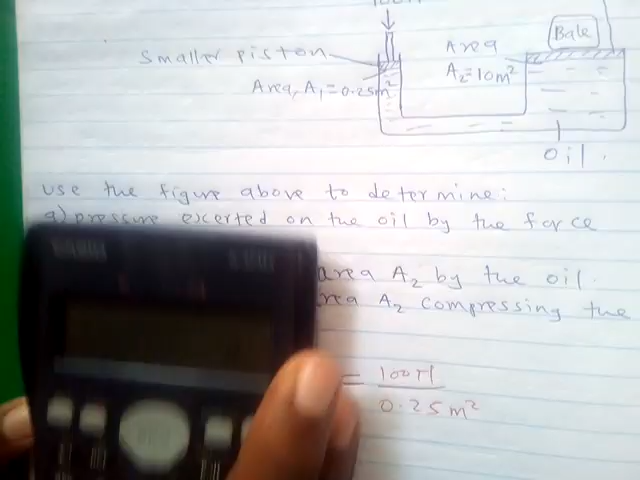 100N
Bale
Smaller piston
Area
A₂=10m²
Area, A₁=0.25m²
Oil.
Use the figure above to determine:
a) pressure excerted on the oil by the force
area A₂ by the oil.
area A₂ compressing the
= 100N
0.25m²